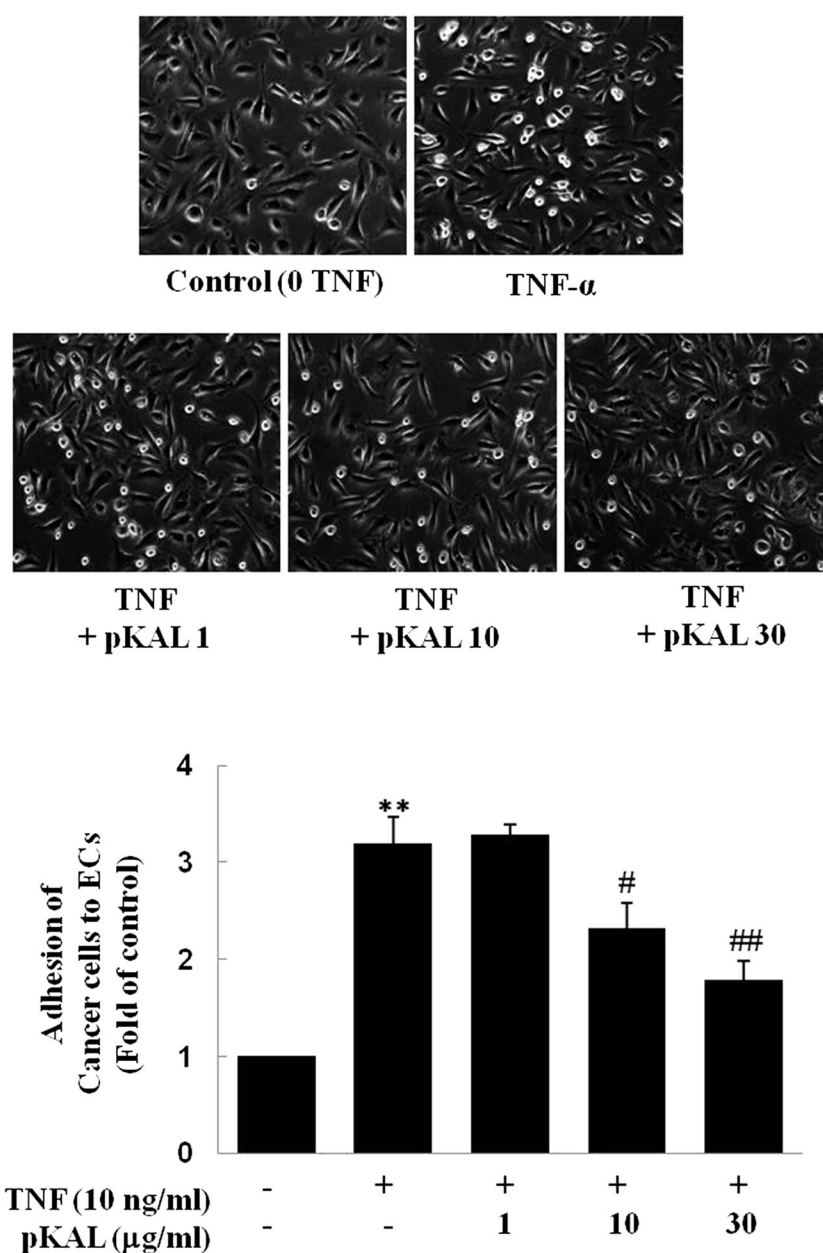 Control (0 TNF)
TNF-α
TNF
+ pKAL 1
TNF
+ pKAL 10
TNF
+ pKAL 30
Adhesion of
Cancer cells to ECs
(Fold of control)
4
3
2
1
0
**
#
##
TNF (10 ng/ml) - + + + +
pKAL (μg/ml) - - 1 10 30